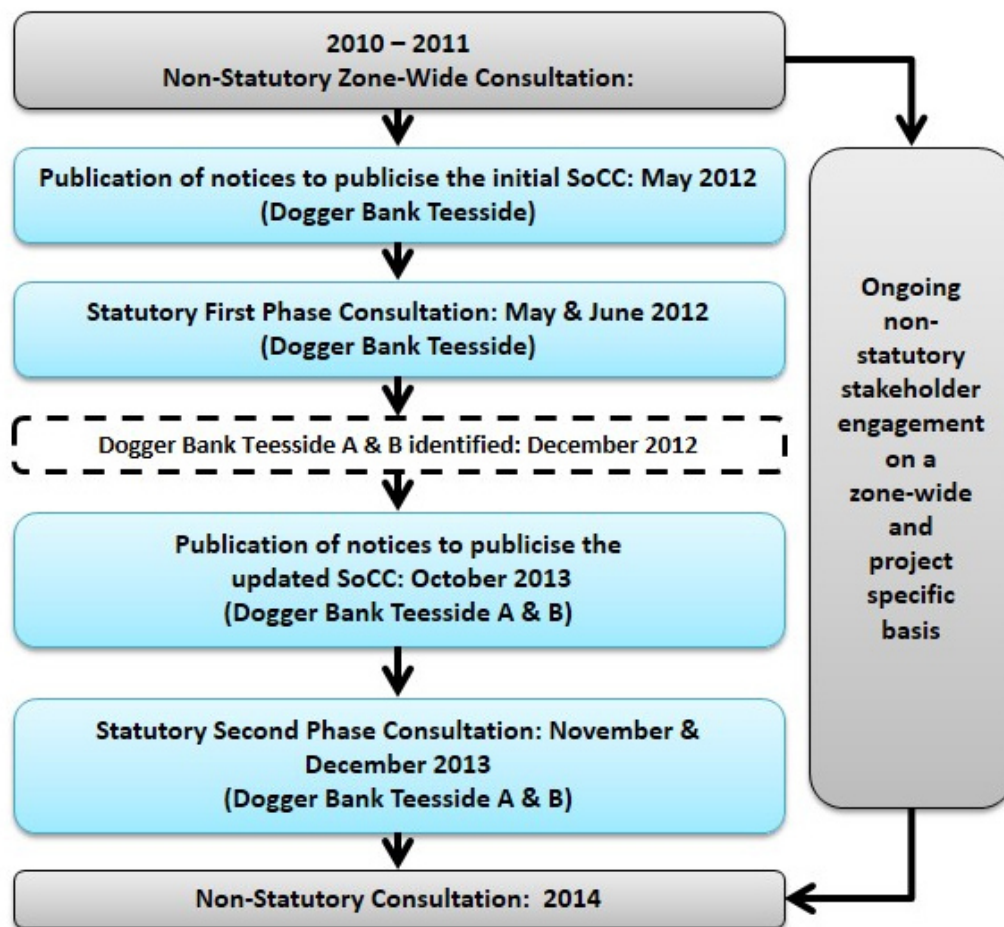 2010 – 2011
Non-Statutory Zone-Wide Consultation:
Publication of notices to publicise the initial SoCC: May 2012
(Dogger Bank Teesside)
Statutory First Phase Consultation: May & June 2012
(Dogger Bank Teesside)
Dogger Bank Teesside A & B identified: December 2012
Publication of notices to publicise the
updated SoCC: October 2013
(Dogger Bank Teesside A & B)
Statutory Second Phase Consultation: November &
December 2013
(Dogger Bank Teesside A & B)
Non-Statutory Consultation: 2014
Ongoing
non-
statutory
stakeholder
engagement
on a
zone-wide
and
project
specific
basis